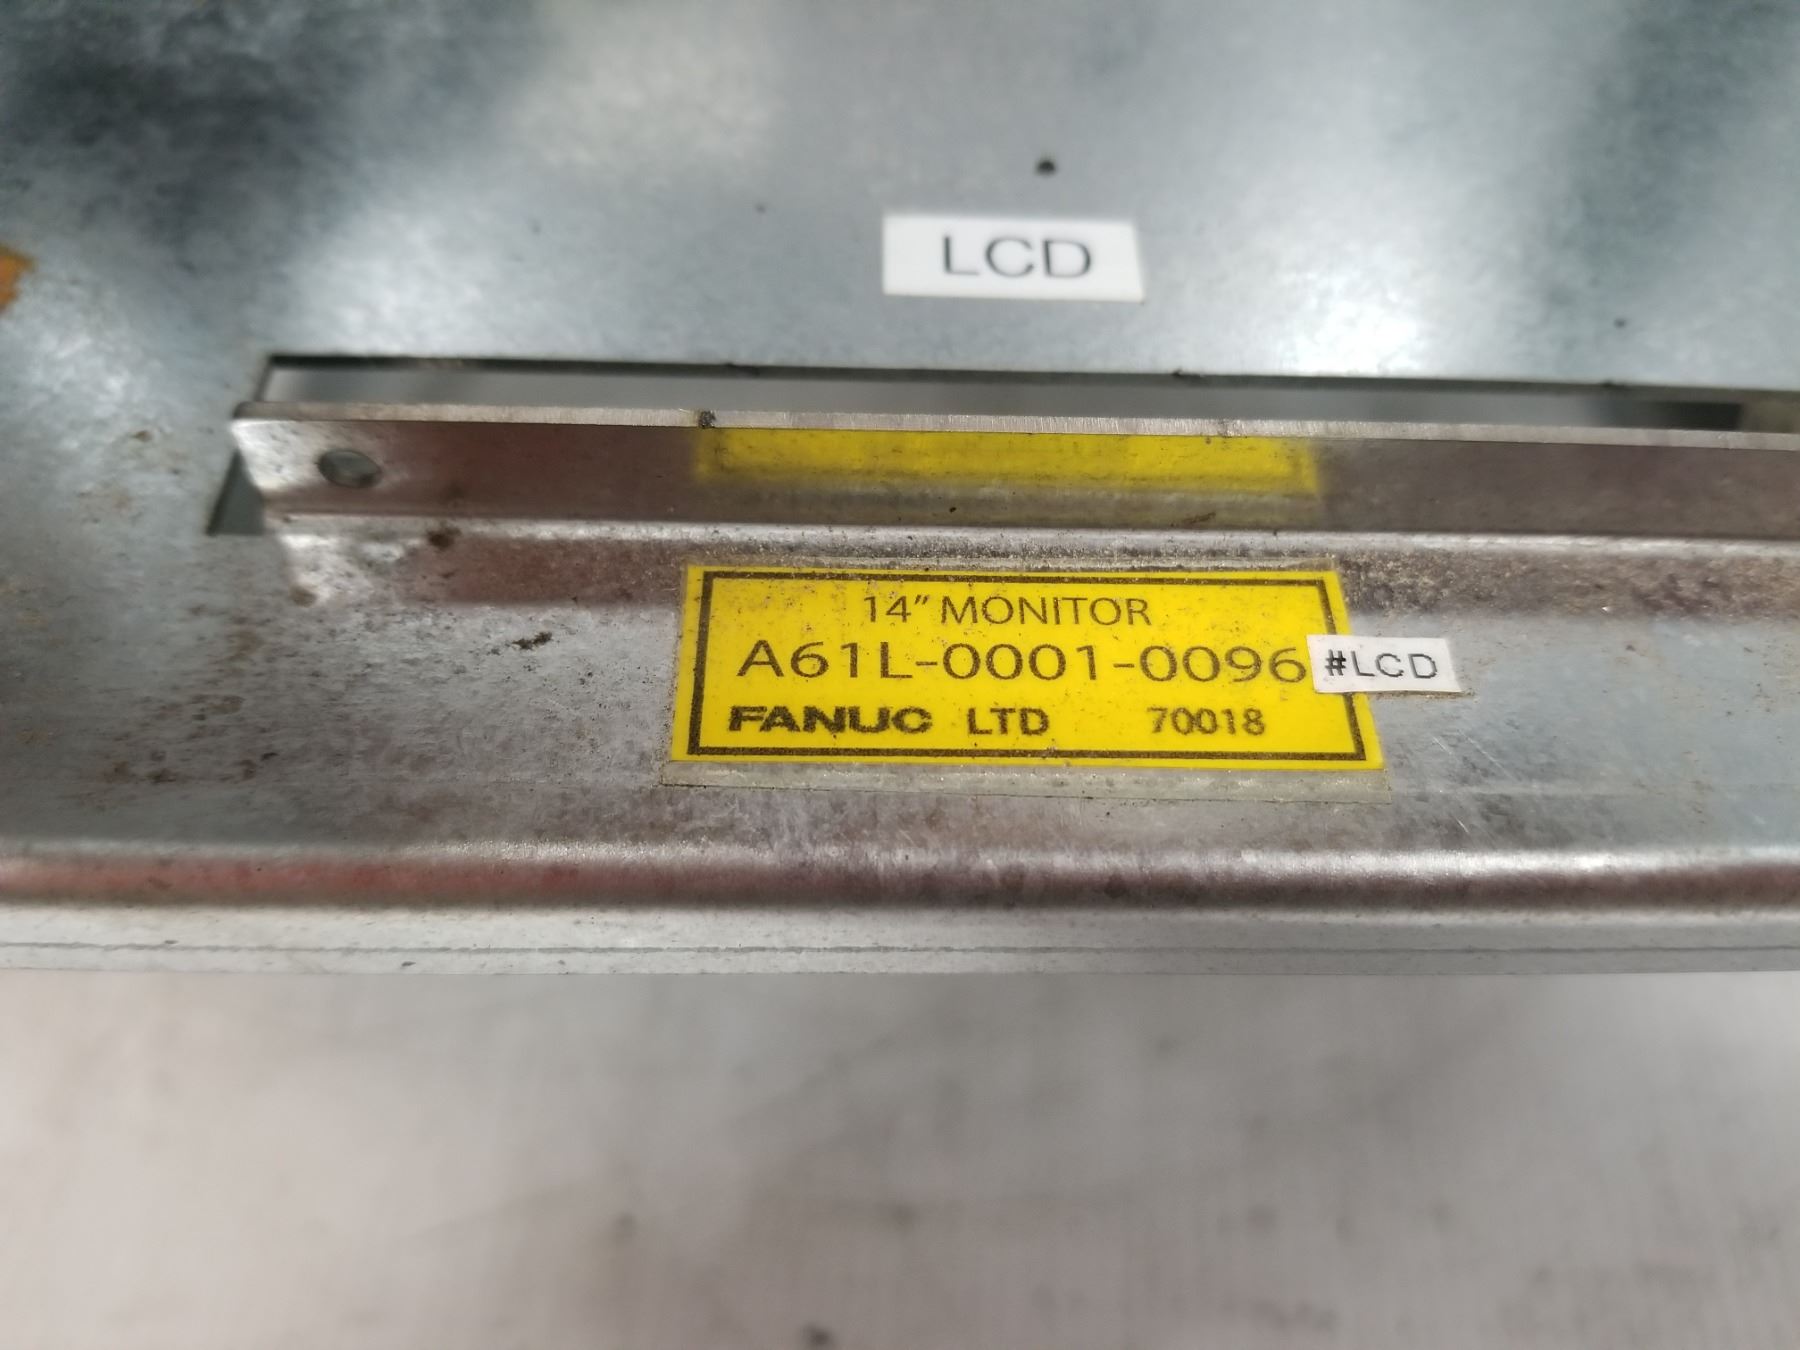 LCD
14" MONITOR
A61L-0001-0096 #LCD
FANUC LTD 70018